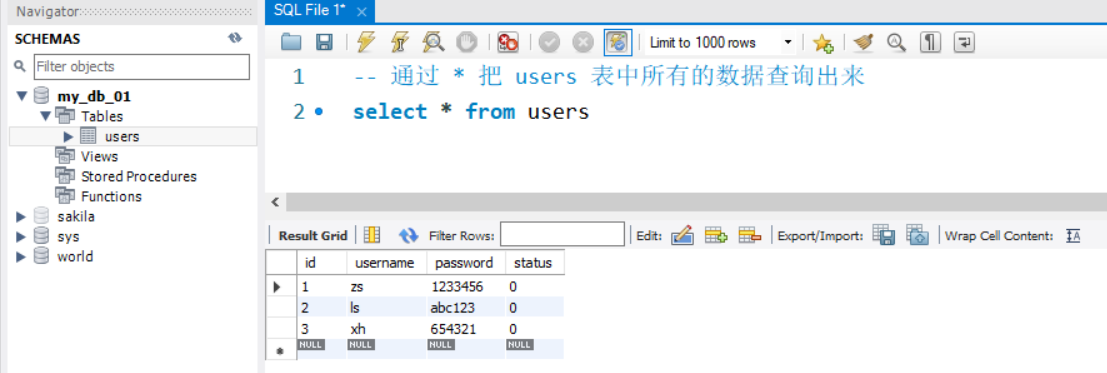 Navigator
SQL File 1*
SCHEMAS
Limit to 1000 rows
Filter objects
my_db_01
Tables
users
Views
Stored Procedures
Functions
sakila
sys
world
1 -- 通过 * 把 users 表中所有的数据查询出来
2 select * from users
Result Grid Filter Rows: Edit: Export/Import: Wrap Cell Content:
id username password status
1 zs 1233456 0
2 ls abc123 0
3 xh 654321 0
NULL NULL NULL NULL